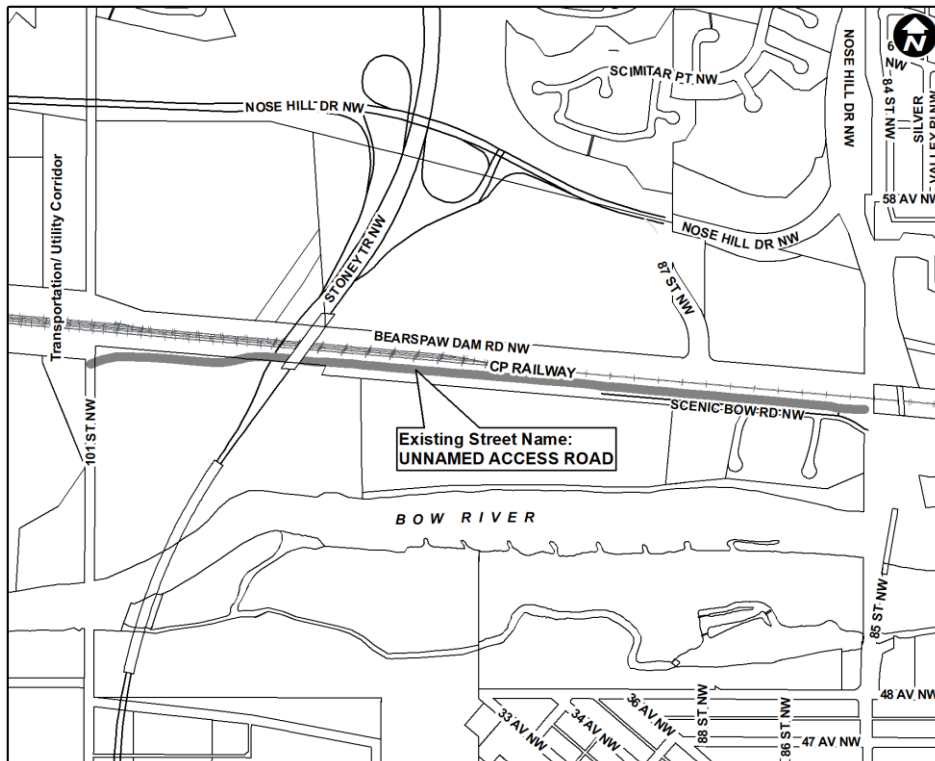 N
6
NW
84 ST NW
SILVER
VALLEY BV NW
NOSE HILL DR NW
SCIMITAR PT NW
NOSE HILL DR NW
58 AV NW
Transportation/ Utility Corridor
STONEY TR NW
NOSE HILL DR NW
87 ST NW
BEARSPAW DAM RD NW
CP RAILWAY
SCENIC BOW RD NW
101 ST NW
Existing Street Name:
UNNAMED ACCESS ROAD
BOW RIVER
85 ST NW
33 AV NW
34 AV NW
36 AV NW
88 ST NW
86 ST NW
48 AV NW
47 AV NW